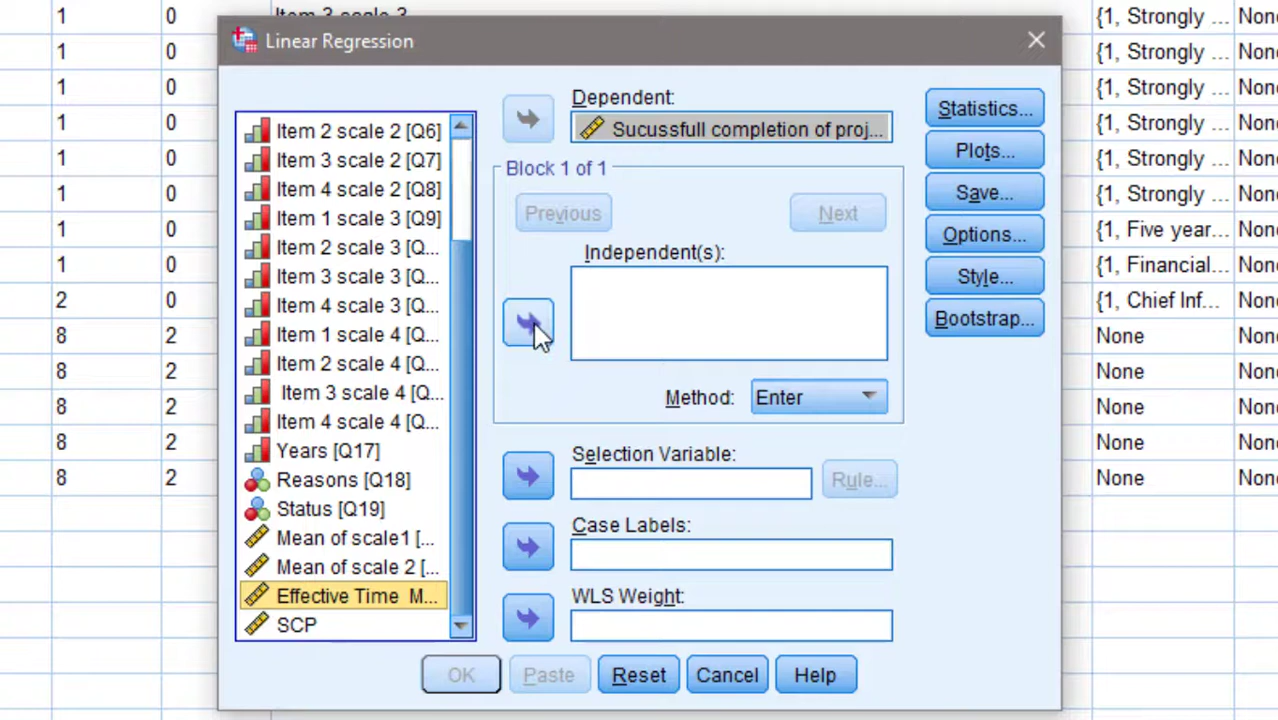 1 0 Item 3 scale 3 {1, Strongly ... None
Linear Regression
1 0 {1, Strongly ... None
1 0 {1, Strongly ... None
1 0 {1, Strongly ... None
1 0 {1, Strongly ... None
1 0 {1, Strongly ... None
1 0 {1, Five year... None
1 0 {1, Financial... None
2 0 {1, Chief Inf... None
8 2 None None
8 2 None None
8 2 None None
8 2 None None
8 2 None None
Item 2 scale 2 [Q6]
Item 3 scale 2 [Q7]
Item 4 scale 2 [Q8]
Item 1 scale 3 [Q9]
Item 2 scale 3 [Q...
Item 3 scale 3 [Q...
Item 4 scale 3 [Q...
Item 1 scale 4 [Q...
Item 2 scale 4 [Q...
Item 3 scale 4 [Q...
Item 4 scale 4 [Q...
Years [Q17]
Reasons [Q18]
Status [Q19]
Mean of scale1 [...
Mean of scale 2 [...
Effective Time M...
SCP
Dependent:
Sucussfull completion of proj...
Block 1 of 1
Previous
Next
Independent(s):
Method:
Enter
Selection Variable:
Rule...
Case Labels:
WLS Weight:
Statistics...
Plots...
Save...
Options...
Style...
Bootstrap...
OK
Paste
Reset
Cancel
Help